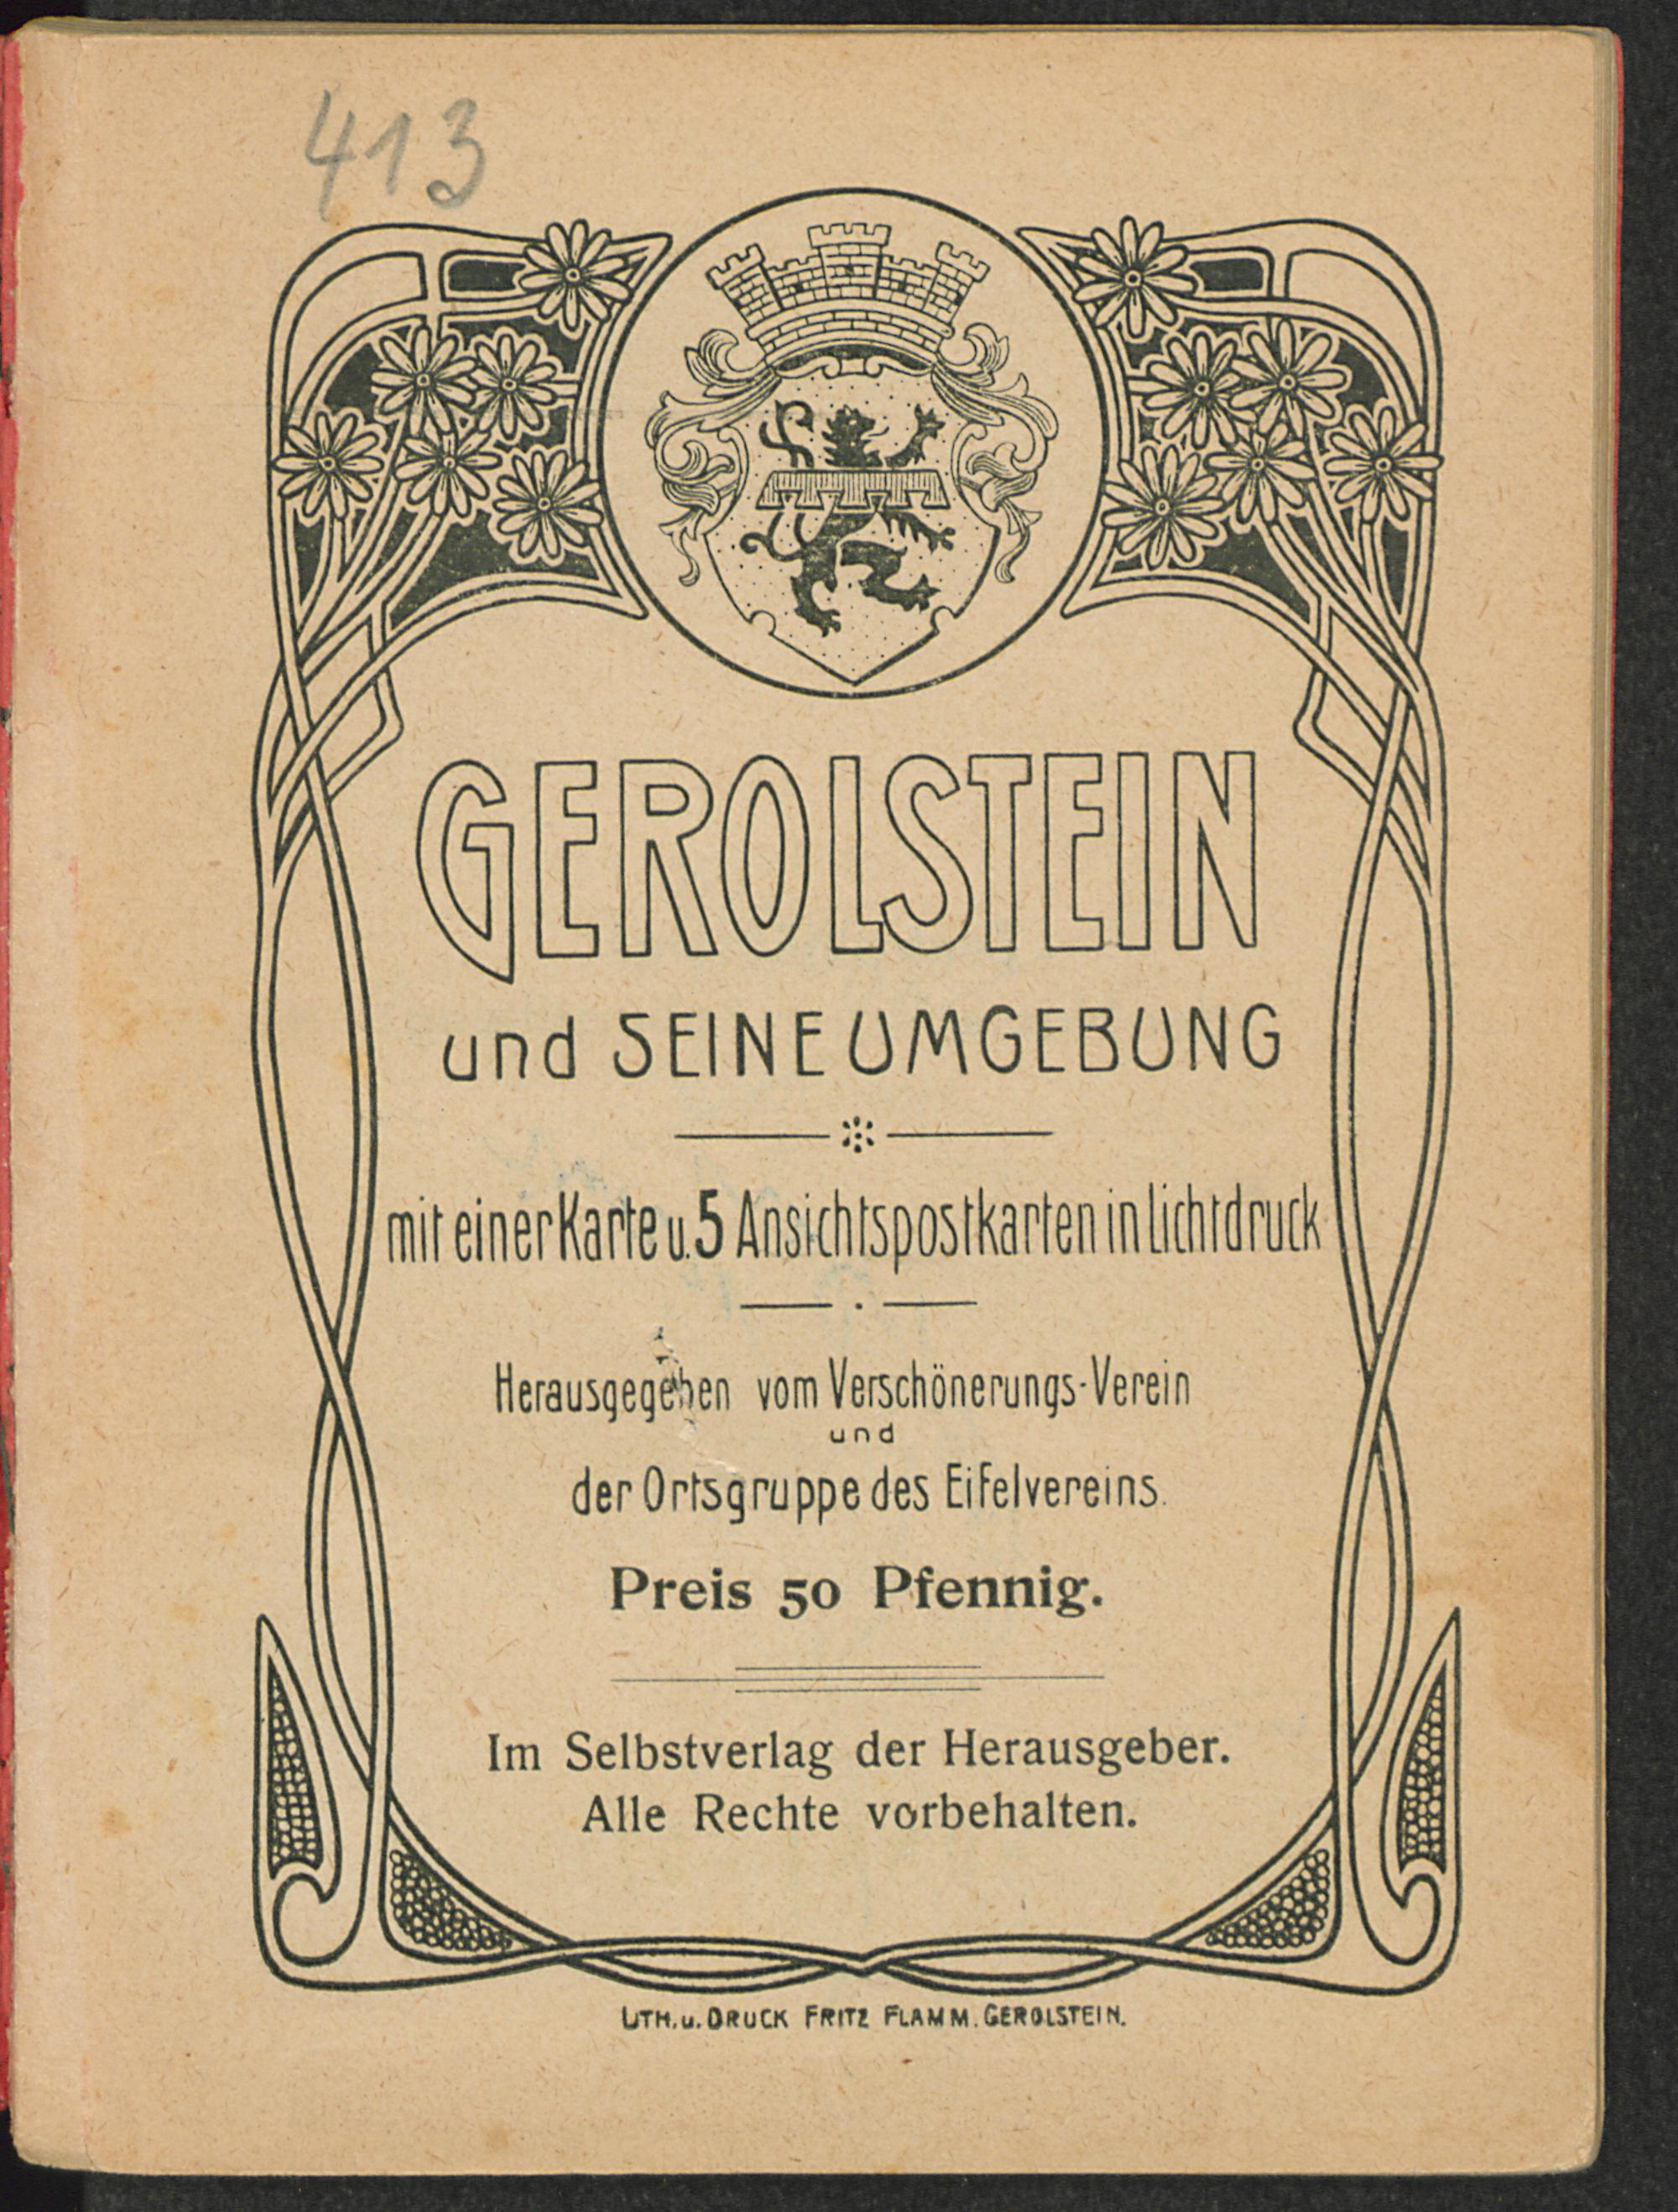 413
GEROLSTEIN
und SEINE UMGEBUNG
mit einer Karte u. 5 Ansichtspostkarten in Lichtdruck
Herausgegeben vom Verschönerungs-Verein
und
der Ortsgruppe des Eifelvereins.
Preis 50 Pfennig.
Im Selbstverlag der Herausgeber.
Alle Rechte vorbehalten.
LITH. u. DRUCK FRITZ FLAMM. GEROLSTEIN.